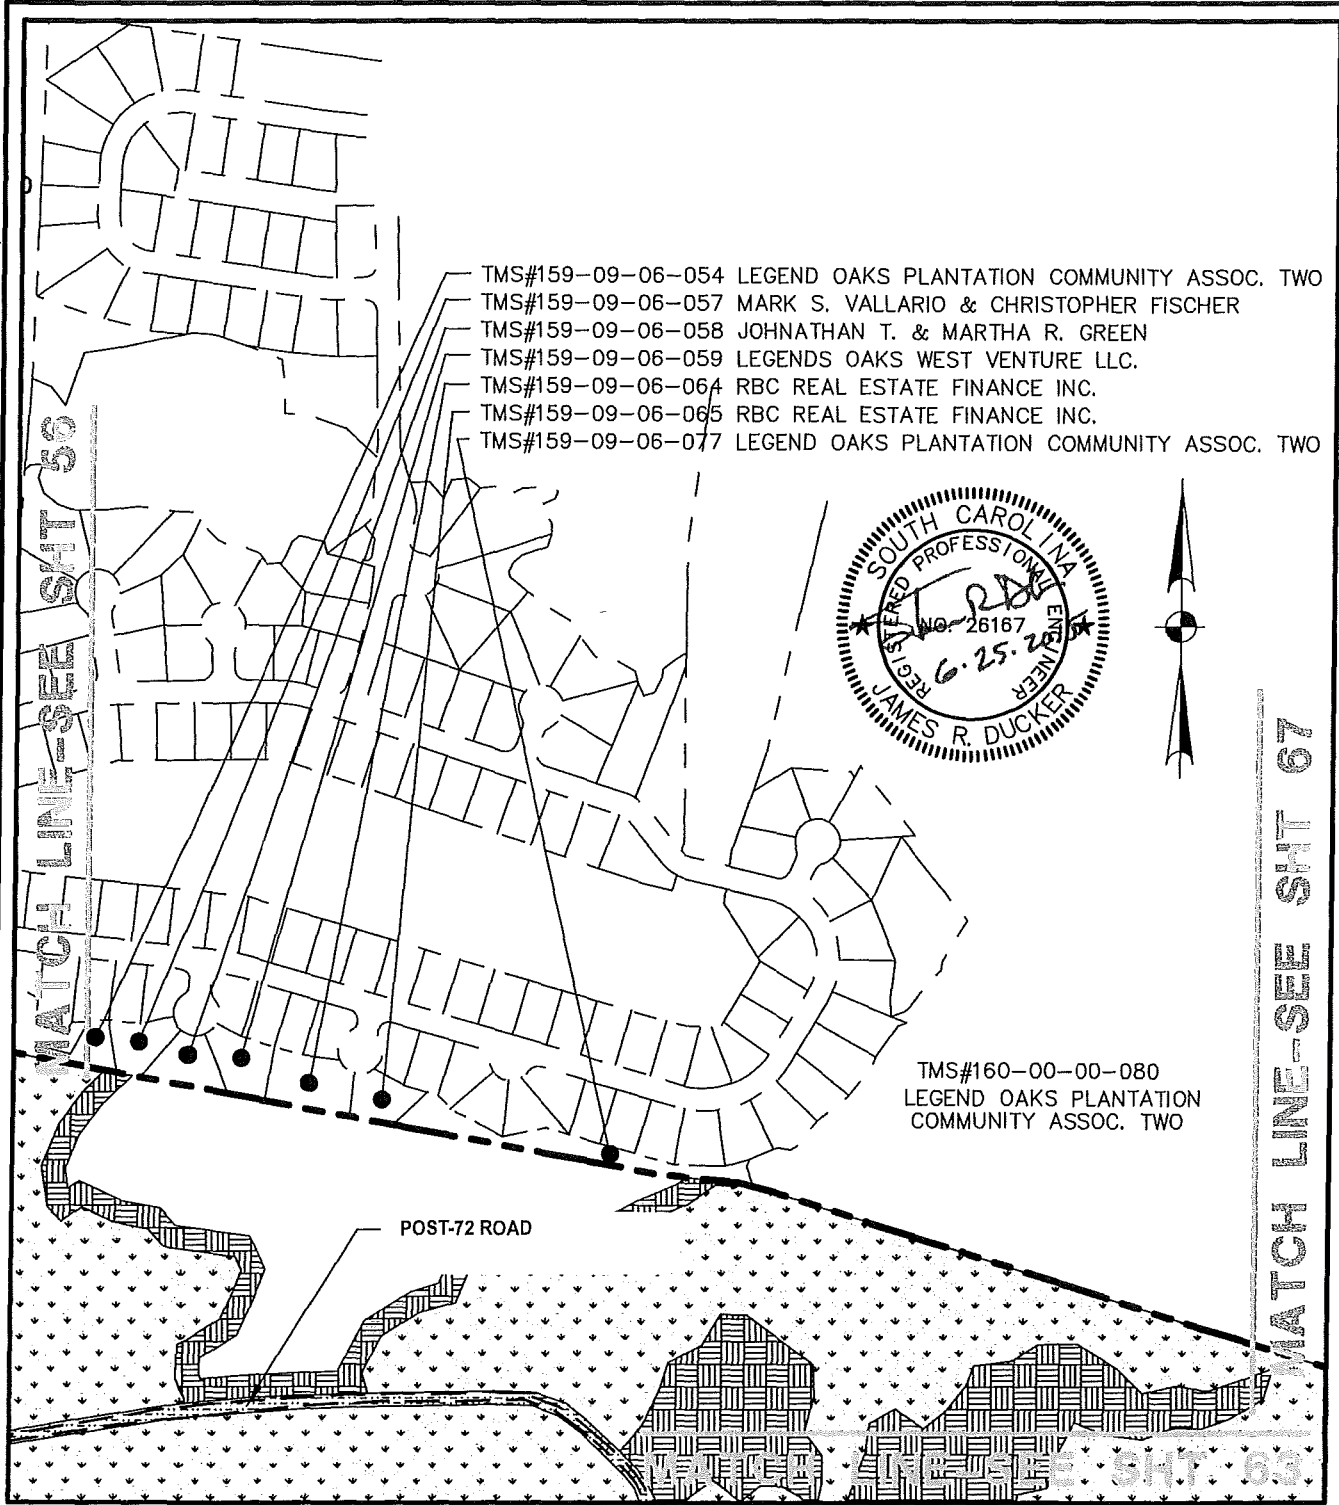 TMS#159-09-06-054 LEGEND OAKS PLANTATION COMMUNITY ASSOC. TWO
TMS#159-09-06-057 MARK S. VALLARIO & CHRISTOPHER FISCHER
TMS#159-09-06-058 JOHNATHAN T. & MARTHA R. GREEN
TMS#159-09-06-059 LEGENDS OAKS WEST VENTURE LLC.
TMS#159-09-06-064 RBC REAL ESTATE FINANCE INC.
TMS#159-09-06-065 RBC REAL ESTATE FINANCE INC.
TMS#159-09-06-077 LEGEND OAKS PLANTATION COMMUNITY ASSOC. TWO
MATCH LINE-SEE SHT 56
SOUTH CAROLINA
REGISTERED PROFESSIONAL ENGINEER
NO. 26167
6.25.
JAMES R. DUCKER
MATCH LINE-SEE SHT 67
TMS#160-00-00-080
LEGEND OAKS PLANTATION
COMMUNITY ASSOC. TWO
POST-72 ROAD
MATCH LINE-SEE SHT 63